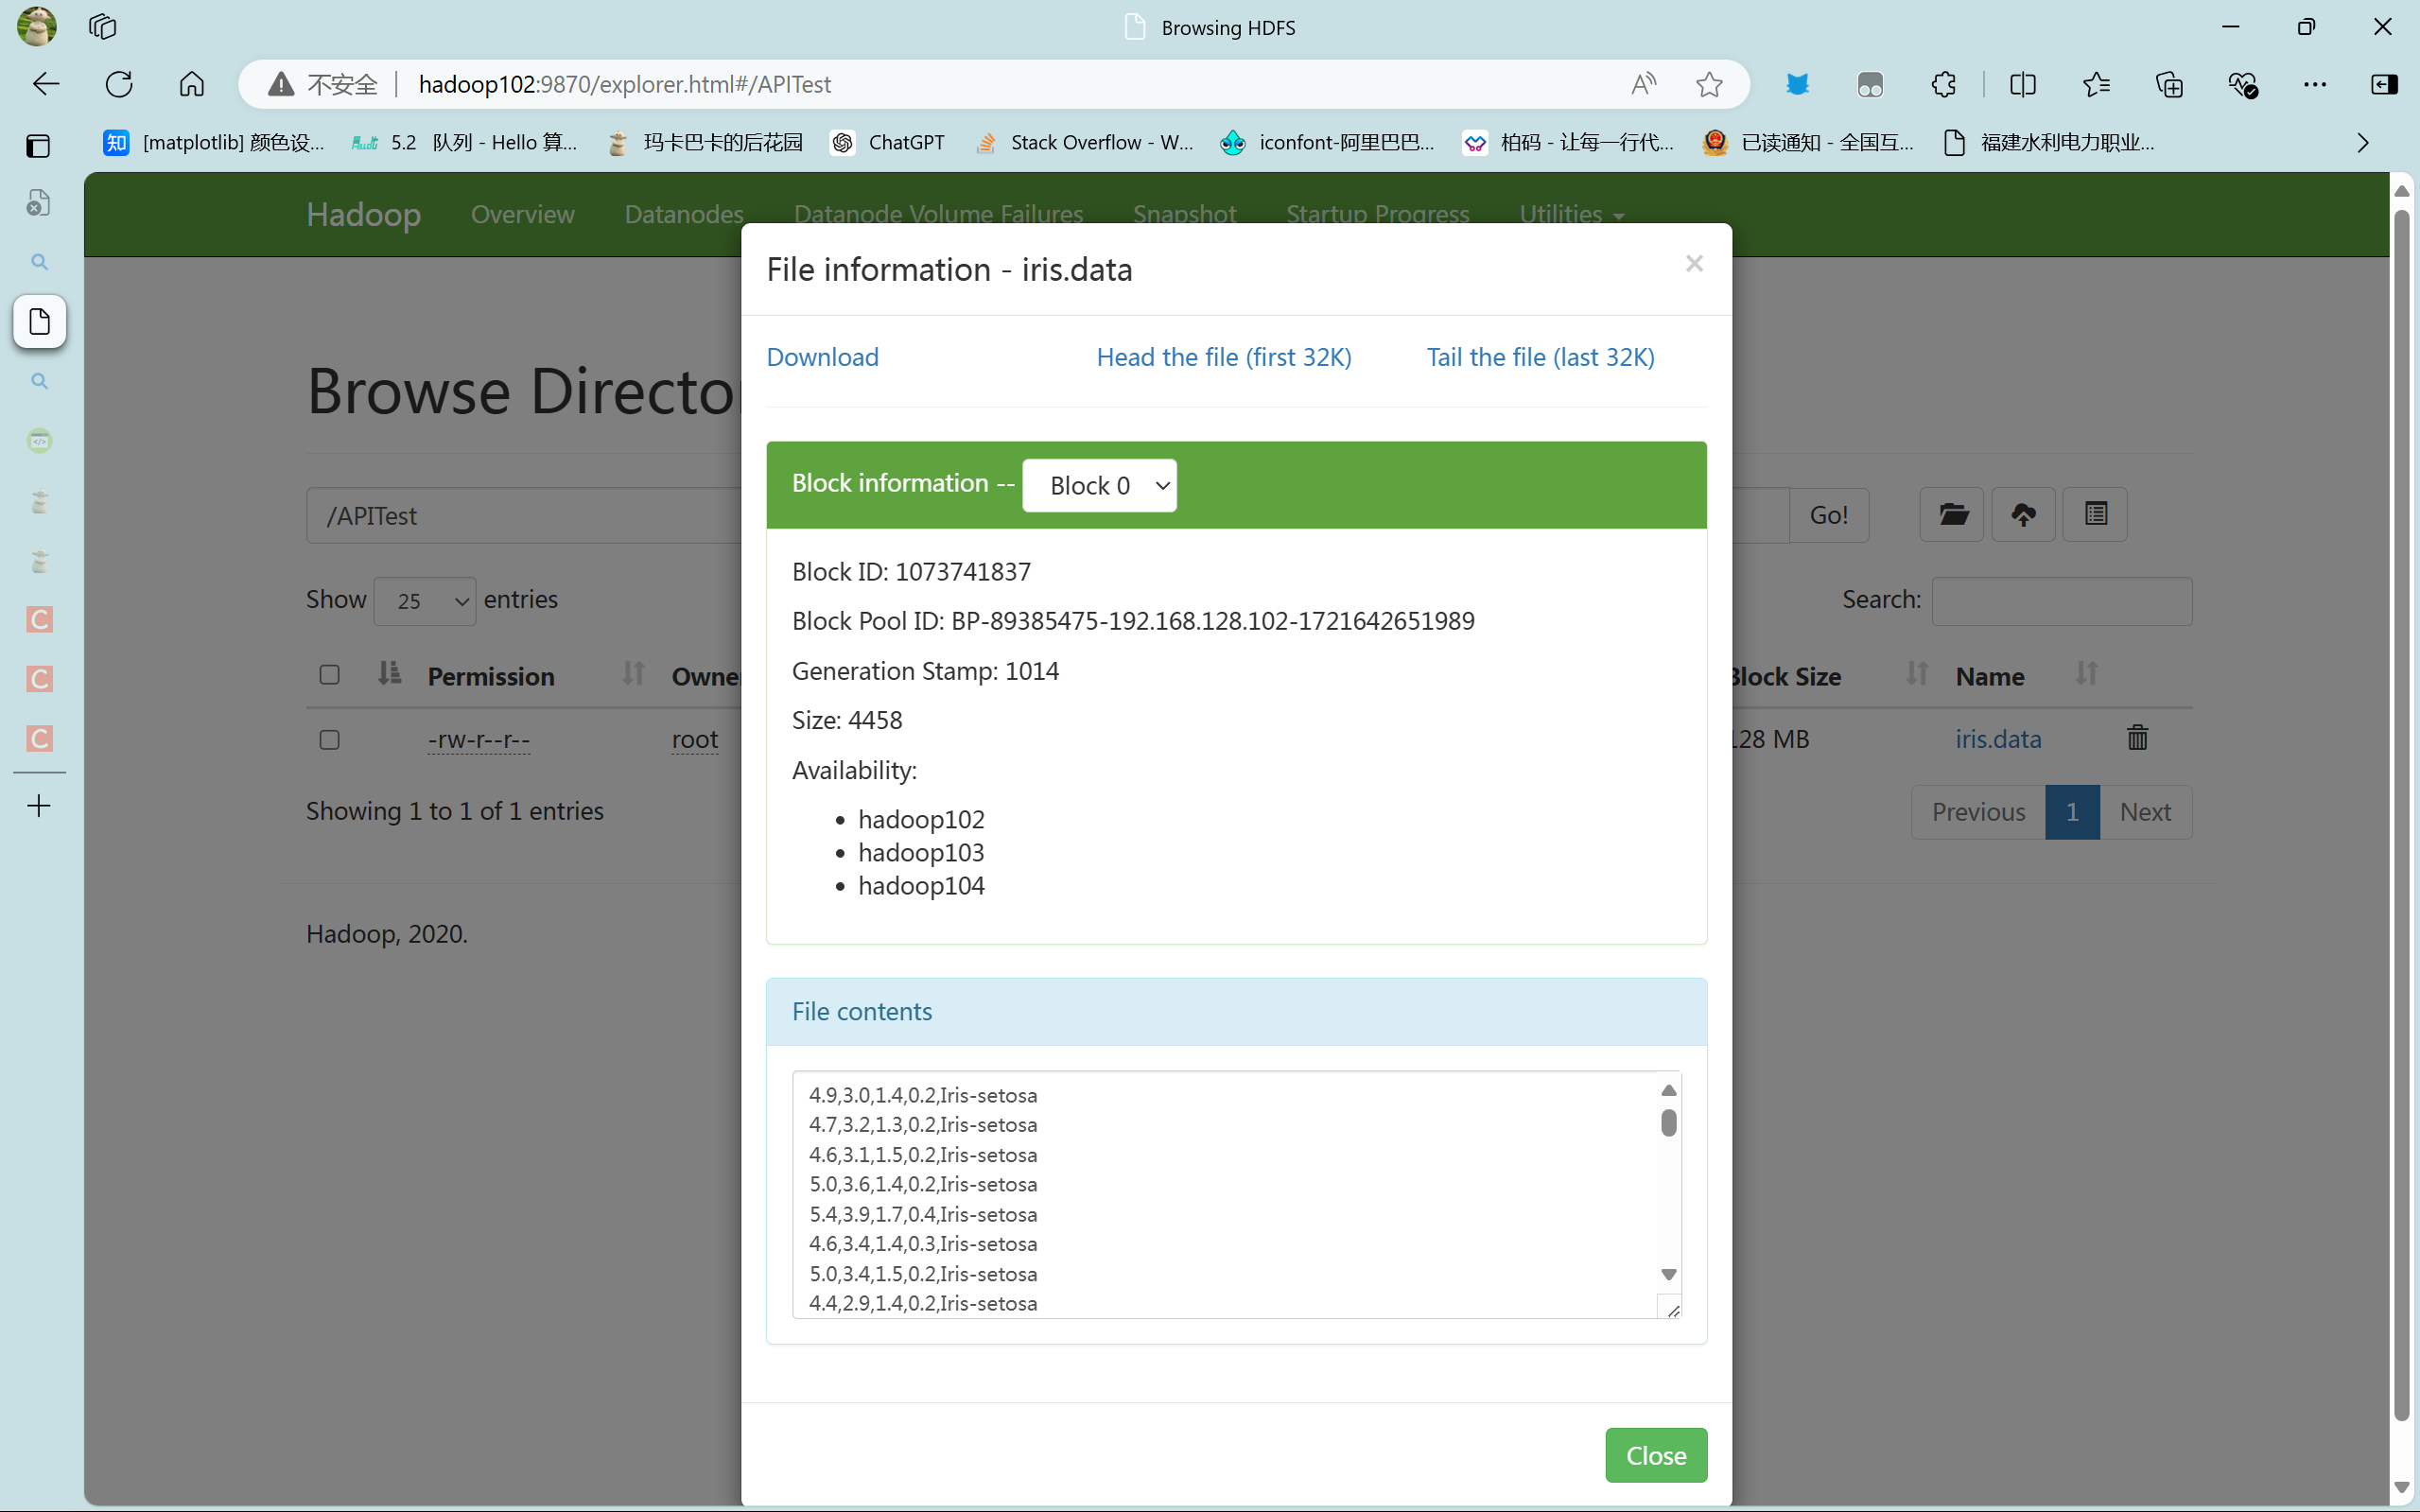 Browsing HDFS
不安全 hadoop102:9870/explorer.html#/APITest
知 [matplotlib] 颜色设... 5.2 队列 - Hello 算... 玛卡巴卡的后花园 ChatGPT Stack Overflow - W... iconfont-阿里巴巴... 柏码 - 让每一行代... 已读通知 - 全国互... 福建水利电力职业...
Hadoop Overview Datanodes Datanode Volume Failures Snapshot Startup Progress Utilities
File information - iris.data ×
Download Head the file (first 32K) Tail the file (last 32K)
Browse Directo
Block information -- Block 0
/APITest Go!
Block ID: 1073741837
Show 25 entries Search:
Block Pool ID: BP-89385475-192.168.128.102-1721642651989
Generation Stamp: 1014
Permission Owne Block Size Name
Size: 4458
-rw-r--r-- root 128 MB iris.data
Availability:
hadoop102
hadoop103
hadoop104
Showing 1 to 1 of 1 entries Previous 1 Next
Hadoop, 2020.
File contents
4.9,3.0,1.4,0.2,Iris-setosa
4.7,3.2,1.3,0.2,Iris-setosa
4.6,3.1,1.5,0.2,Iris-setosa
5.0,3.6,1.4,0.2,Iris-setosa
5.4,3.9,1.7,0.4,Iris-setosa
4.6,3.4,1.4,0.3,Iris-setosa
5.0,3.4,1.5,0.2,Iris-setosa
4.4,2.9,1.4,0.2,Iris-setosa
Close
C
C
C